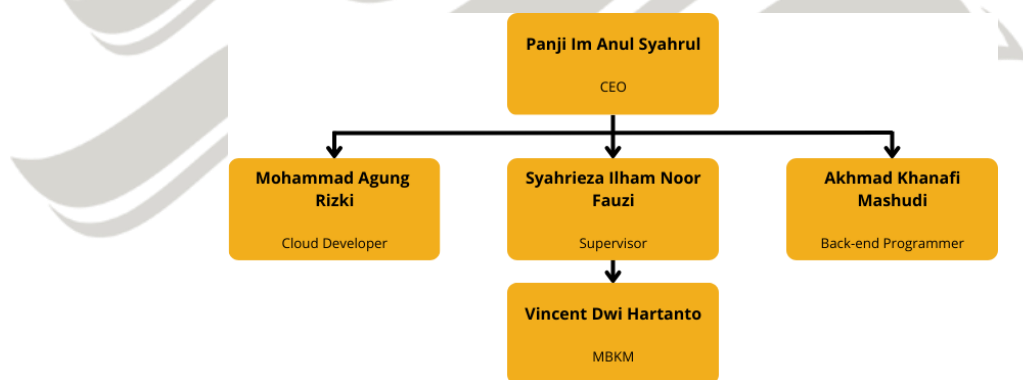 Panji Im Anul Syahrul
CEO
Mohammad Agung
Rizki
Cloud Developer
Syahrieza Ilham Noor
Fauzi
Supervisor
Akhmad Khanafi
Mashudi
Back-end Programmer
Vincent Dwi Hartanto
MBKM